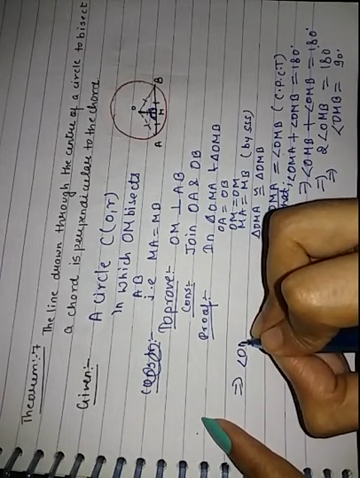 Theorem:-7 The line drawn through the centre of a circle to bisect
a chord is perpendicular to the chord.
Given:- A circle C(O,r)
In which OM bisects
AB
i.e MA=MB
To prove:- OM ⊥ AB
Cons:- Join OA & OB
Proof:- In △OMA & △OMB
OA = OB
OM=OM
MA = MB (by SSS)
△OMA ≅ △OMB
OMA = <OMB (C.P.C.T)
<OMA + <OMB = 180°
⇒ <OMB + <OMB = 180°
⇒ 2<OMB = 180
⇒ <OMB = 90°
⇒ <OM
O
A
M
B